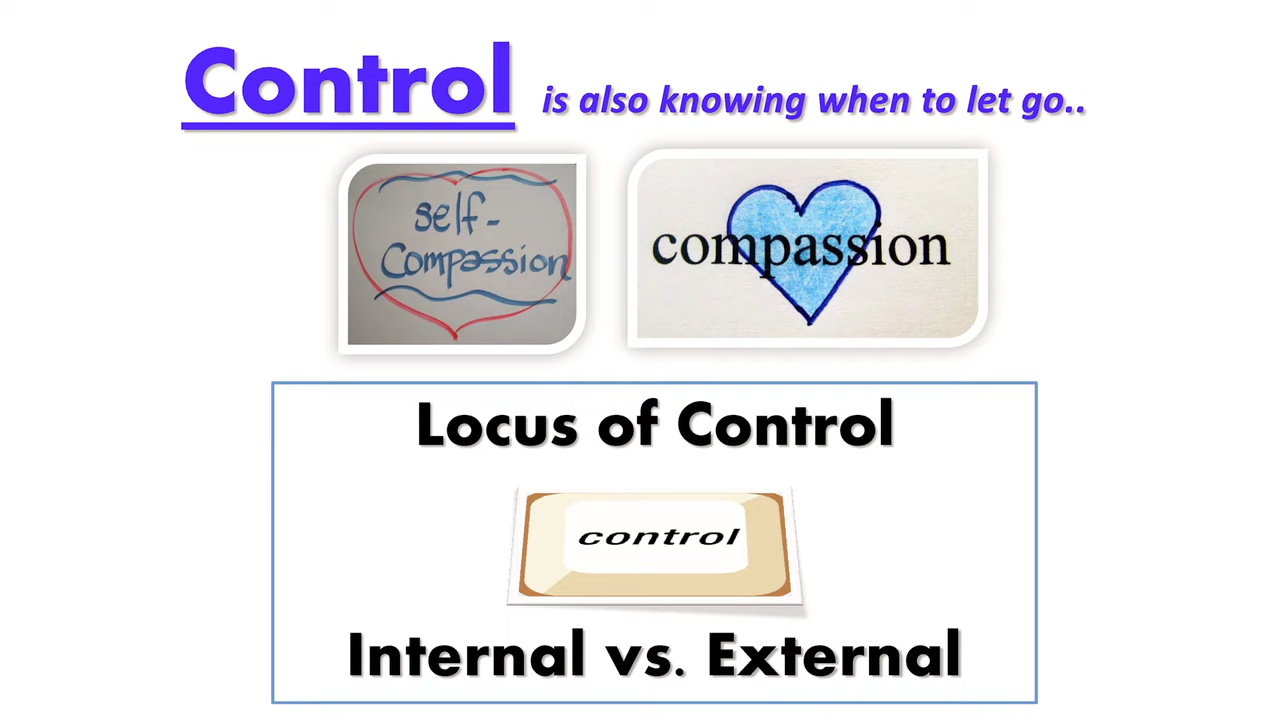 Control is also knowing when to let go..
self-
Compassion
compassion
Locus of Control
control
Internal vs. External